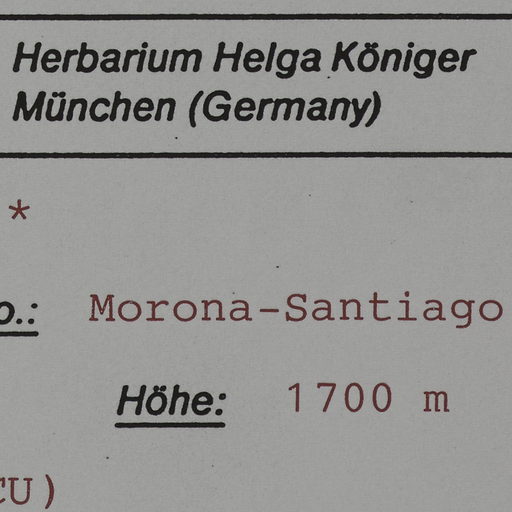 Herbarium Helga Königer
München (Germany)
*
o.: Morona-Santiago
Höhe: 1700 m
CU)